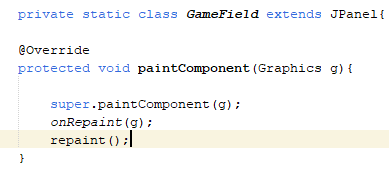 private static class GameField extends JPanel{
@Override
protected void paintComponent(Graphics g){
super.paintComponent(g);
onRepaint(g);
repaint();
}